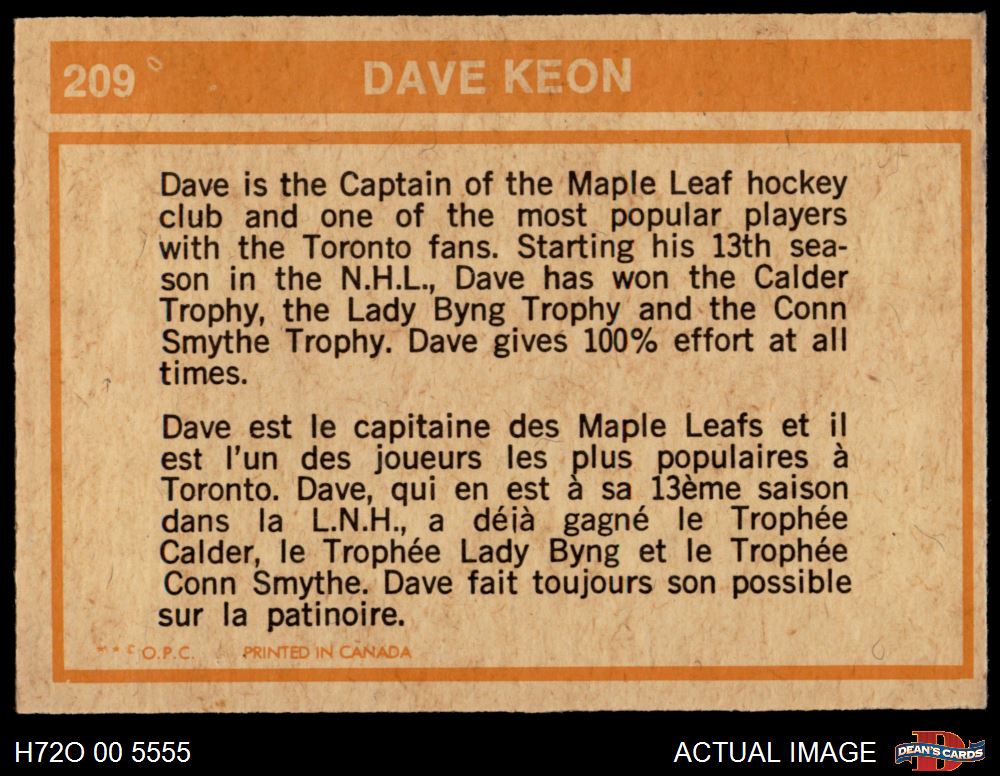 209 DAVE KEON
Dave is the Captain of the Maple Leaf hockey
club and one of the most popular players
with the Toronto fans. Starting his 13th sea-
son in the N.H.L., Dave has won the Calder
Trophy, the Lady Byng Trophy and the Conn
Smythe Trophy. Dave gives 100% effort at all
times.
Dave est le capitaine des Maple Leafs et il
est l'un des joueurs les plus populaires à
Toronto. Dave, qui en est à sa 13ème saison
dans la L.N.H., a déjà gagné le Trophée
Calder, le Trophée Lady Byng et le Trophée
Conn Smythe. Dave fait toujours son possible
sur la patinoire.
* * © O.P.C. PRINTED IN CANADA
H72O 00 5555 ACTUAL IMAGE DEAN'S CARDS